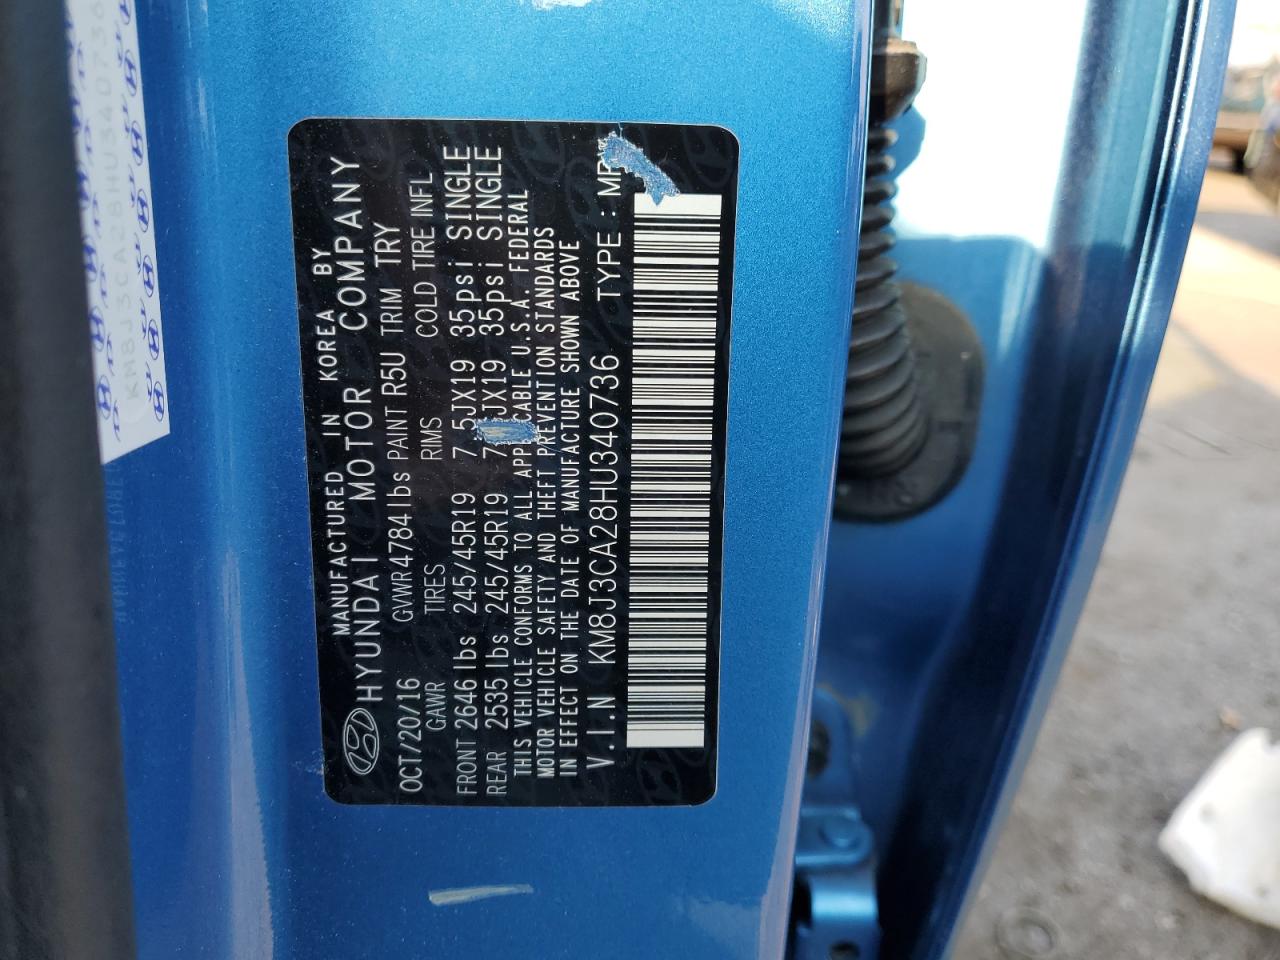 MANUFACTURED IN KOREA BY
HYUNDAI MOTOR COMPANY
OCT/20/16 GVWR4784lbs PAINT R5U TRIM TRY
GAWR TIRES RIMS COLD TIRE INFL
FRONT 2646lbs 245/45R19 7.5JX19 35psi SINGLE
REAR 2535lbs 245/45R19 7 JX19 35psi SINGLE
THIS VEHICLE CONFORMS TO ALL APPLICABLE U.S.A. FEDERAL
MOTOR VEHICLE SAFETY AND THEFT PREVENTION STANDARDS
IN EFFECT ON THE DATE OF MANUFACTURE SHOWN ABOVE
V.I.N KM8J3CA28HU340736 TYPE : MPV
KM8J3CA28HU340736